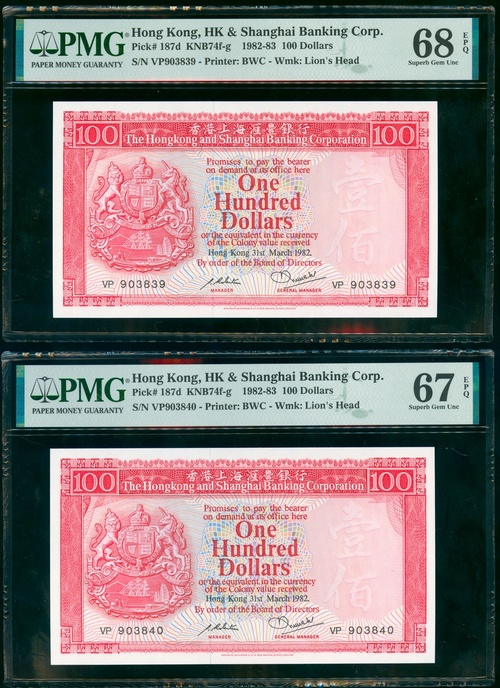 PMG
PAPER MONEY GUARANTY
Hong Kong, HK & Shanghai Banking Corp.
Pick# 187d KNB74f-g 1982-83 100 Dollars
S/N VP903839 - Printer: BWC - Wmk: Lion's Head
68 EPQ
Superb Gem Unc
100
香港上海滙豐銀行
100
The Hongkong and Shanghai Banking Corporation
Promises to pay the bearer
on demand at its office here
One
Hundred
Dollars
or the equivalent in the currency
of the Colony value received
Hong Kong 31st March 1982.
By order of the Board of Directors
壹佰
VP 903839
MANAGER
GENERAL MANAGER
VP 903839
PMG
PAPER MONEY GUARANTY
Hong Kong, HK & Shanghai Banking Corp.
Pick# 187d KNB74f-g 1982-83 100 Dollars
S/N VP903840 - Printer: BWC - Wmk: Lion's Head
67 EPQ
Superb Gem Unc
100
香港上海滙豐銀行
100
The Hongkong and Shanghai Banking Corporation
Promises to pay the bearer
on demand at its office here
One
Hundred
Dollars
or the equivalent in the currency
of the Colony value received
Hong Kong 31st March 1982.
By order of the Board of Directors
壹佰
VP 903840
MANAGER
GENERAL MANAGER
VP 903840